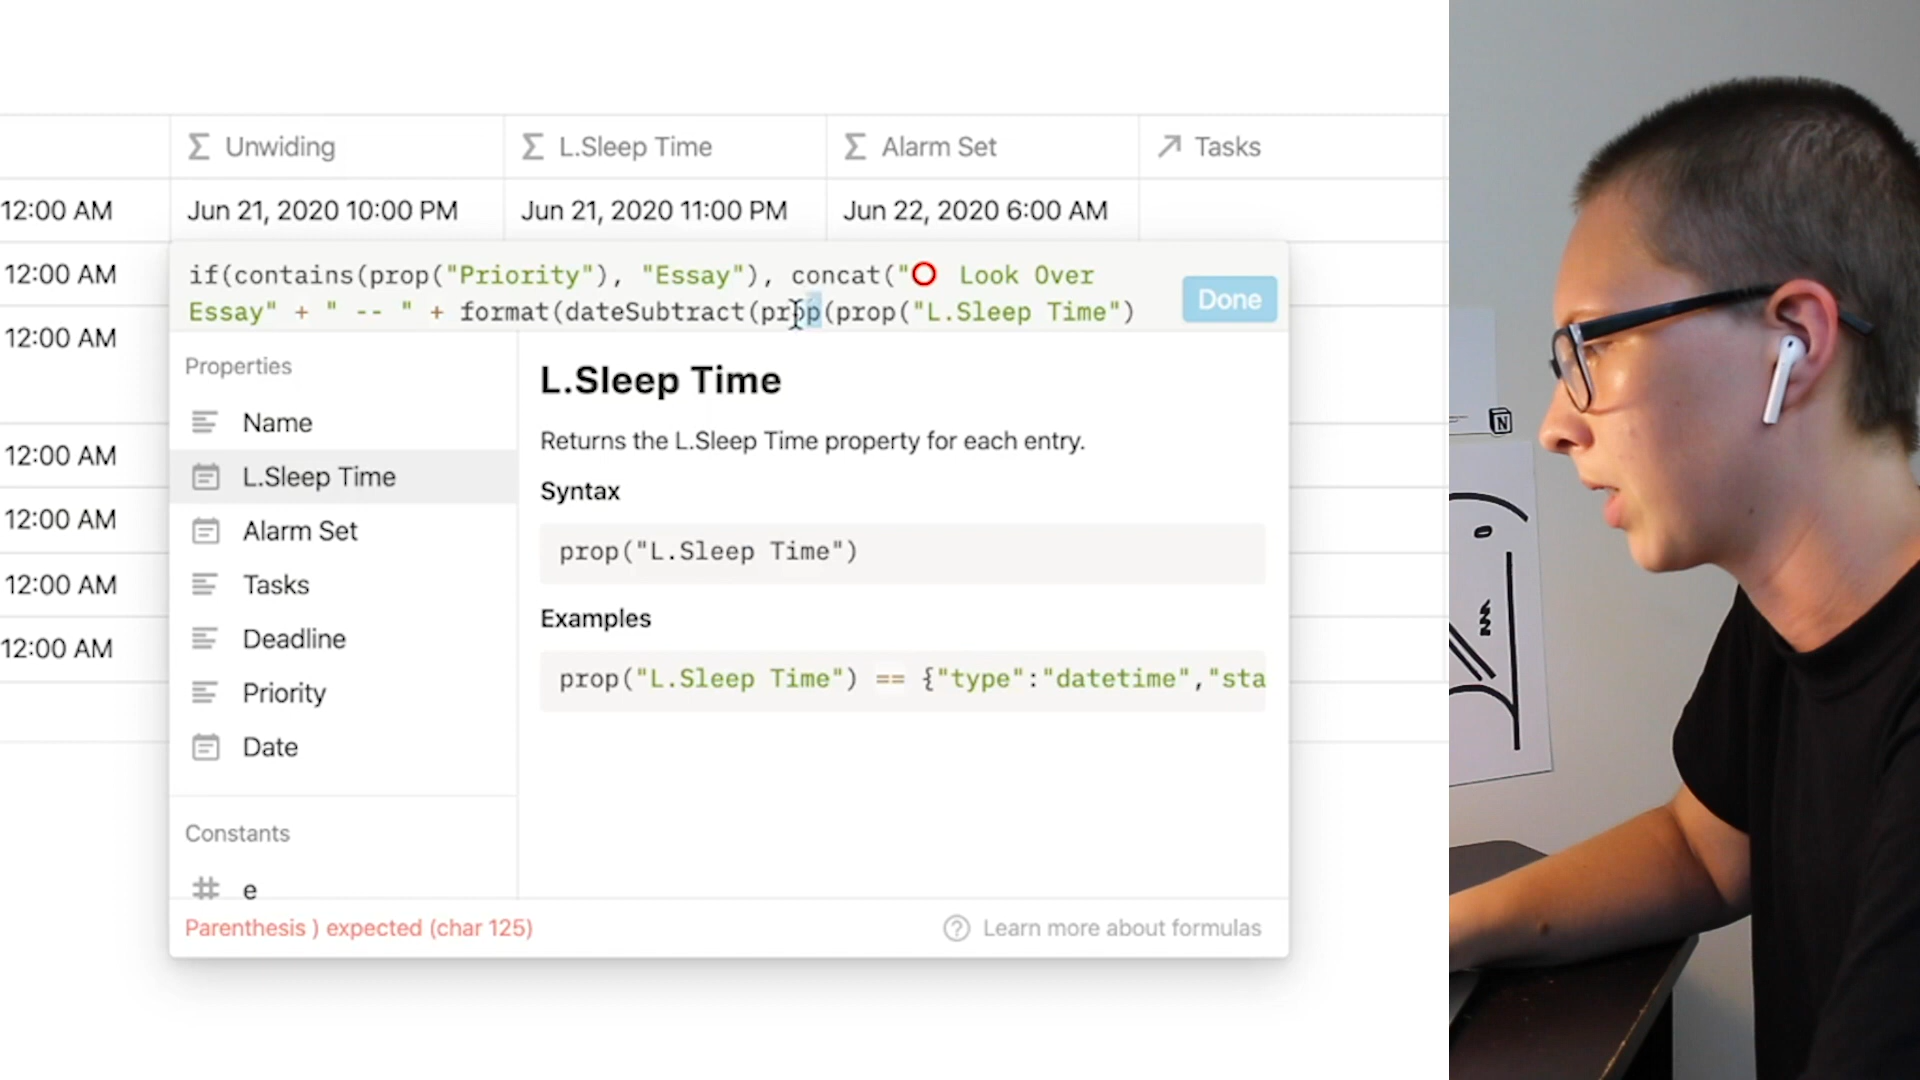 Unwiding
L.Sleep Time
Alarm Set
Tasks
12:00 AM
Jun 21, 2020 10:00 PM
Jun 21, 2020 11:00 PM
Jun 22, 2020 6:00 AM
12:00 AM
12:00 AM
12:00 AM
12:00 AM
12:00 AM
12:00 AM
if(contains(prop("Priority"), "Essay"), concat("⭕ Look Over
Essay" + " -- " + format(dateSubtract(prop(prop("L.Sleep Time")
Done
Properties
Name
L.Sleep Time
Alarm Set
Tasks
Deadline
Priority
Date
Constants
e
L.Sleep Time
Returns the L.Sleep Time property for each entry.
Syntax
prop("L.Sleep Time")
Examples
prop("L.Sleep Time") == {"type":"datetime","sta
Parenthesis ) expected (char 125)
Learn more about formulas
N